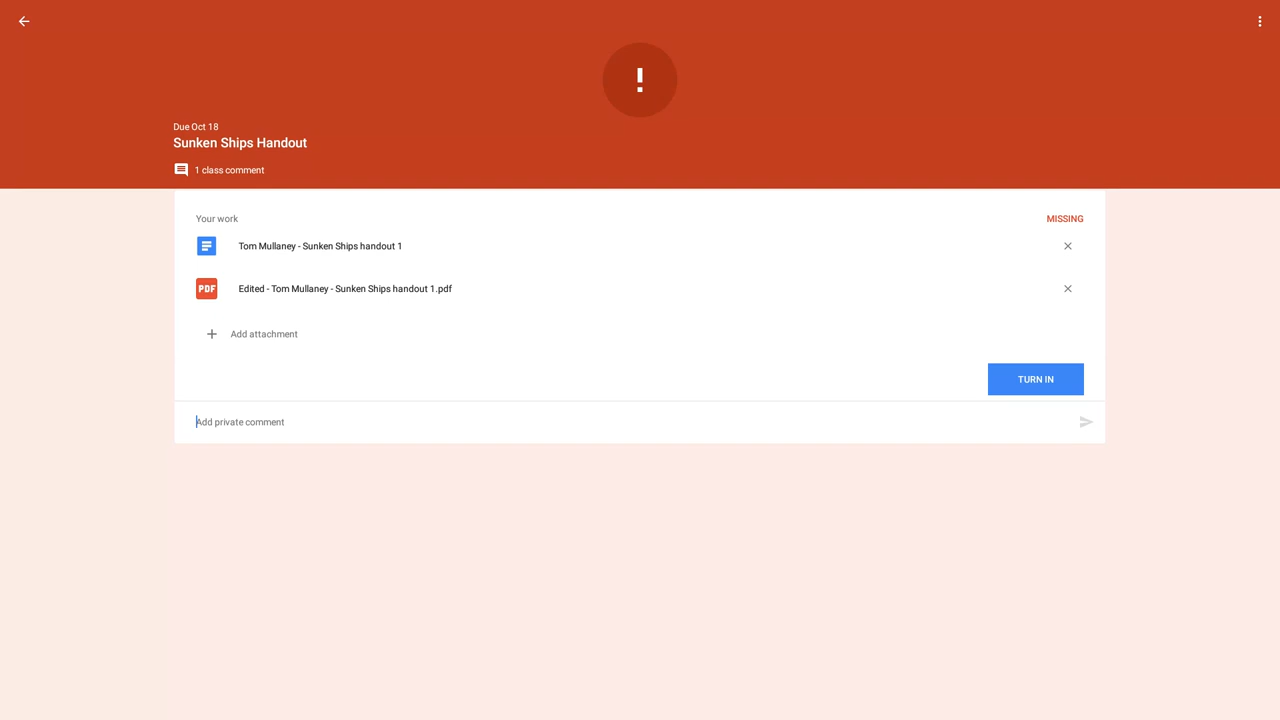 !
Due Oct 18
Sunken Ships Handout
1 class comment
Your work
MISSING
Tom Mullaney - Sunken Ships handout 1
PDF
Edited - Tom Mullaney - Sunken Ships handout 1.pdf
Add attachment
TURN IN
Add private comment